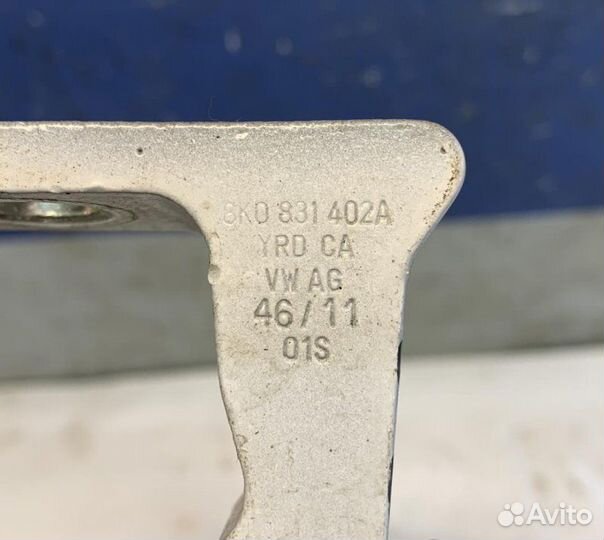 8K0 831 402A
YRD CA
VW AG
46/11
01S
Avito